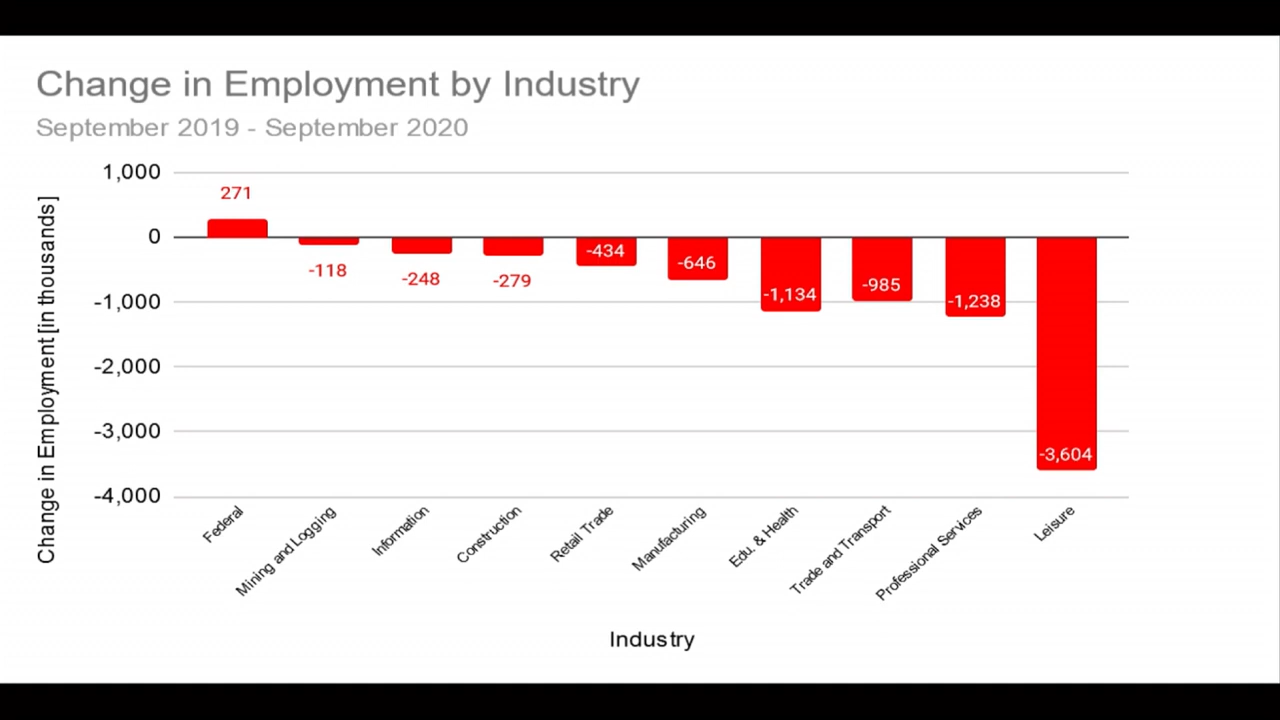 Change in Employment by Industry
September 2019 - September 2020
Change in Employment [in thousands]
1,000
0
-1,000
-2,000
-3,000
-4,000
271
-118
-248
-279
-434
-646
-1,134
-985
-1,238
-3,604
Federal
Mining and Logging
Information
Construction
Retail Trade
Manufacturing
Edu. & Health
Trade and Transport
Professional Services
Leisure
Industry